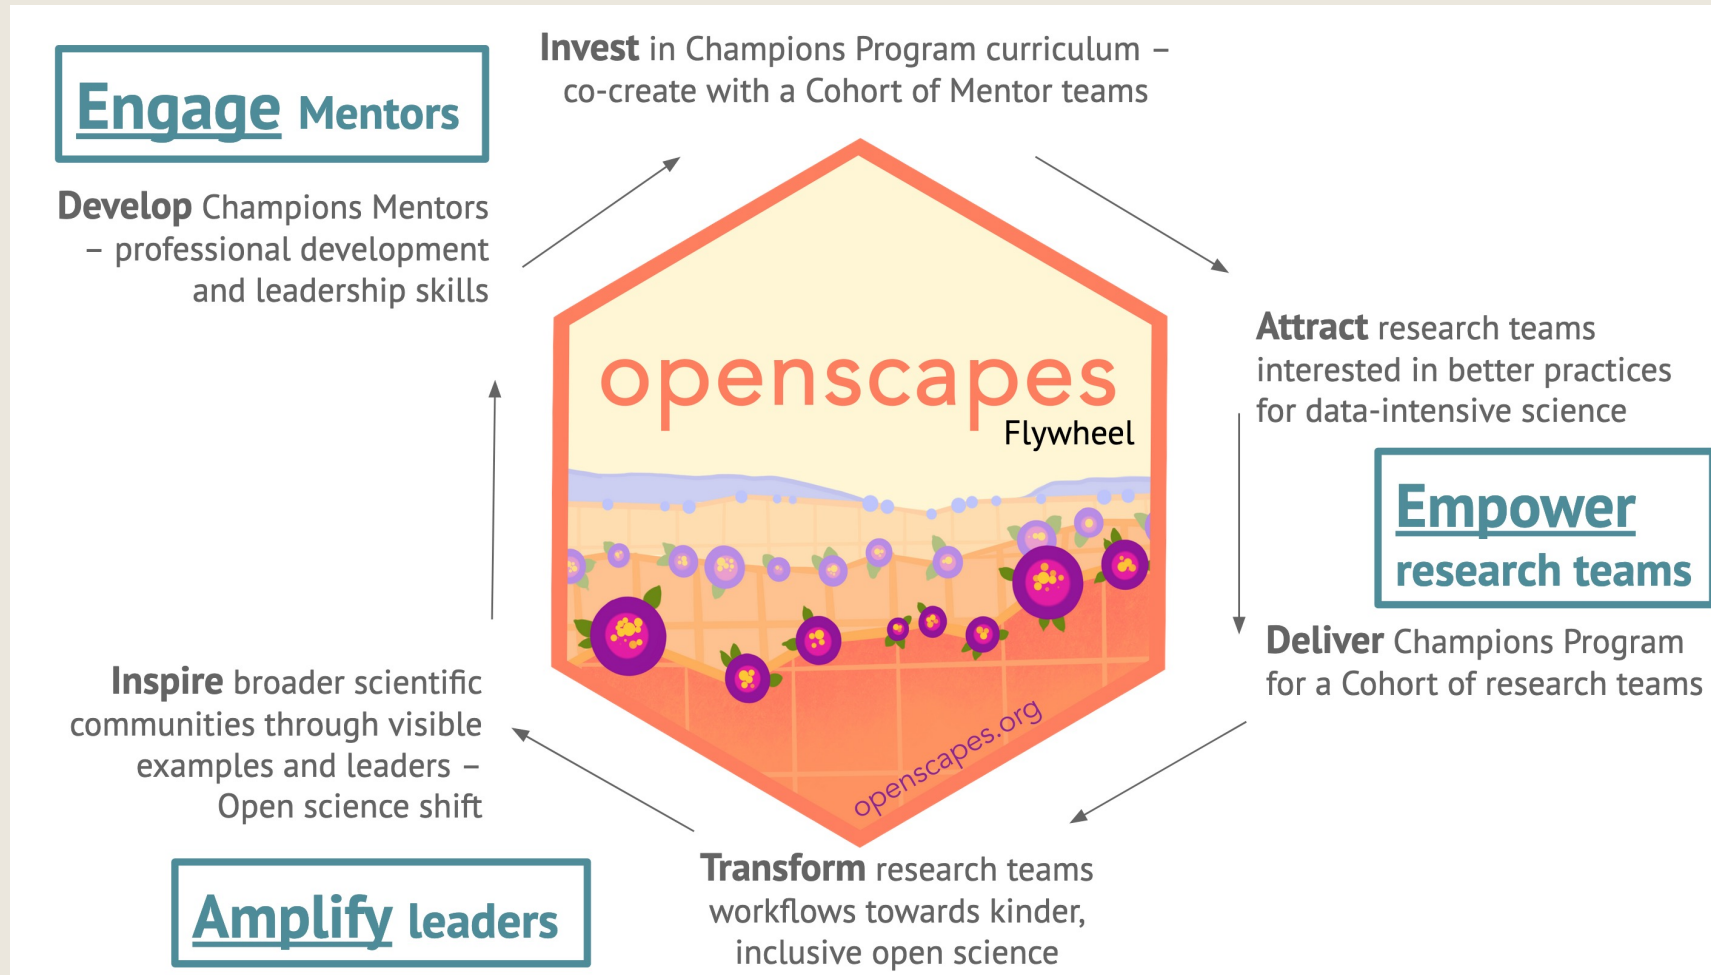 Engage Mentors
Invest in Champions Program curriculum –
co-create with a Cohort of Mentor teams
Develop Champions Mentors
– professional development
and leadership skills
openscapes
Flywheel
openscapes.org
Attract research teams
interested in better practices
for data-intensive science
Empower
research teams
Deliver Champions Program
for a Cohort of research teams
Transform research teams
workflows towards kinder,
inclusive open science
Inspire broader scientific
communities through visible
examples and leaders –
Open science shift
Amplify leaders